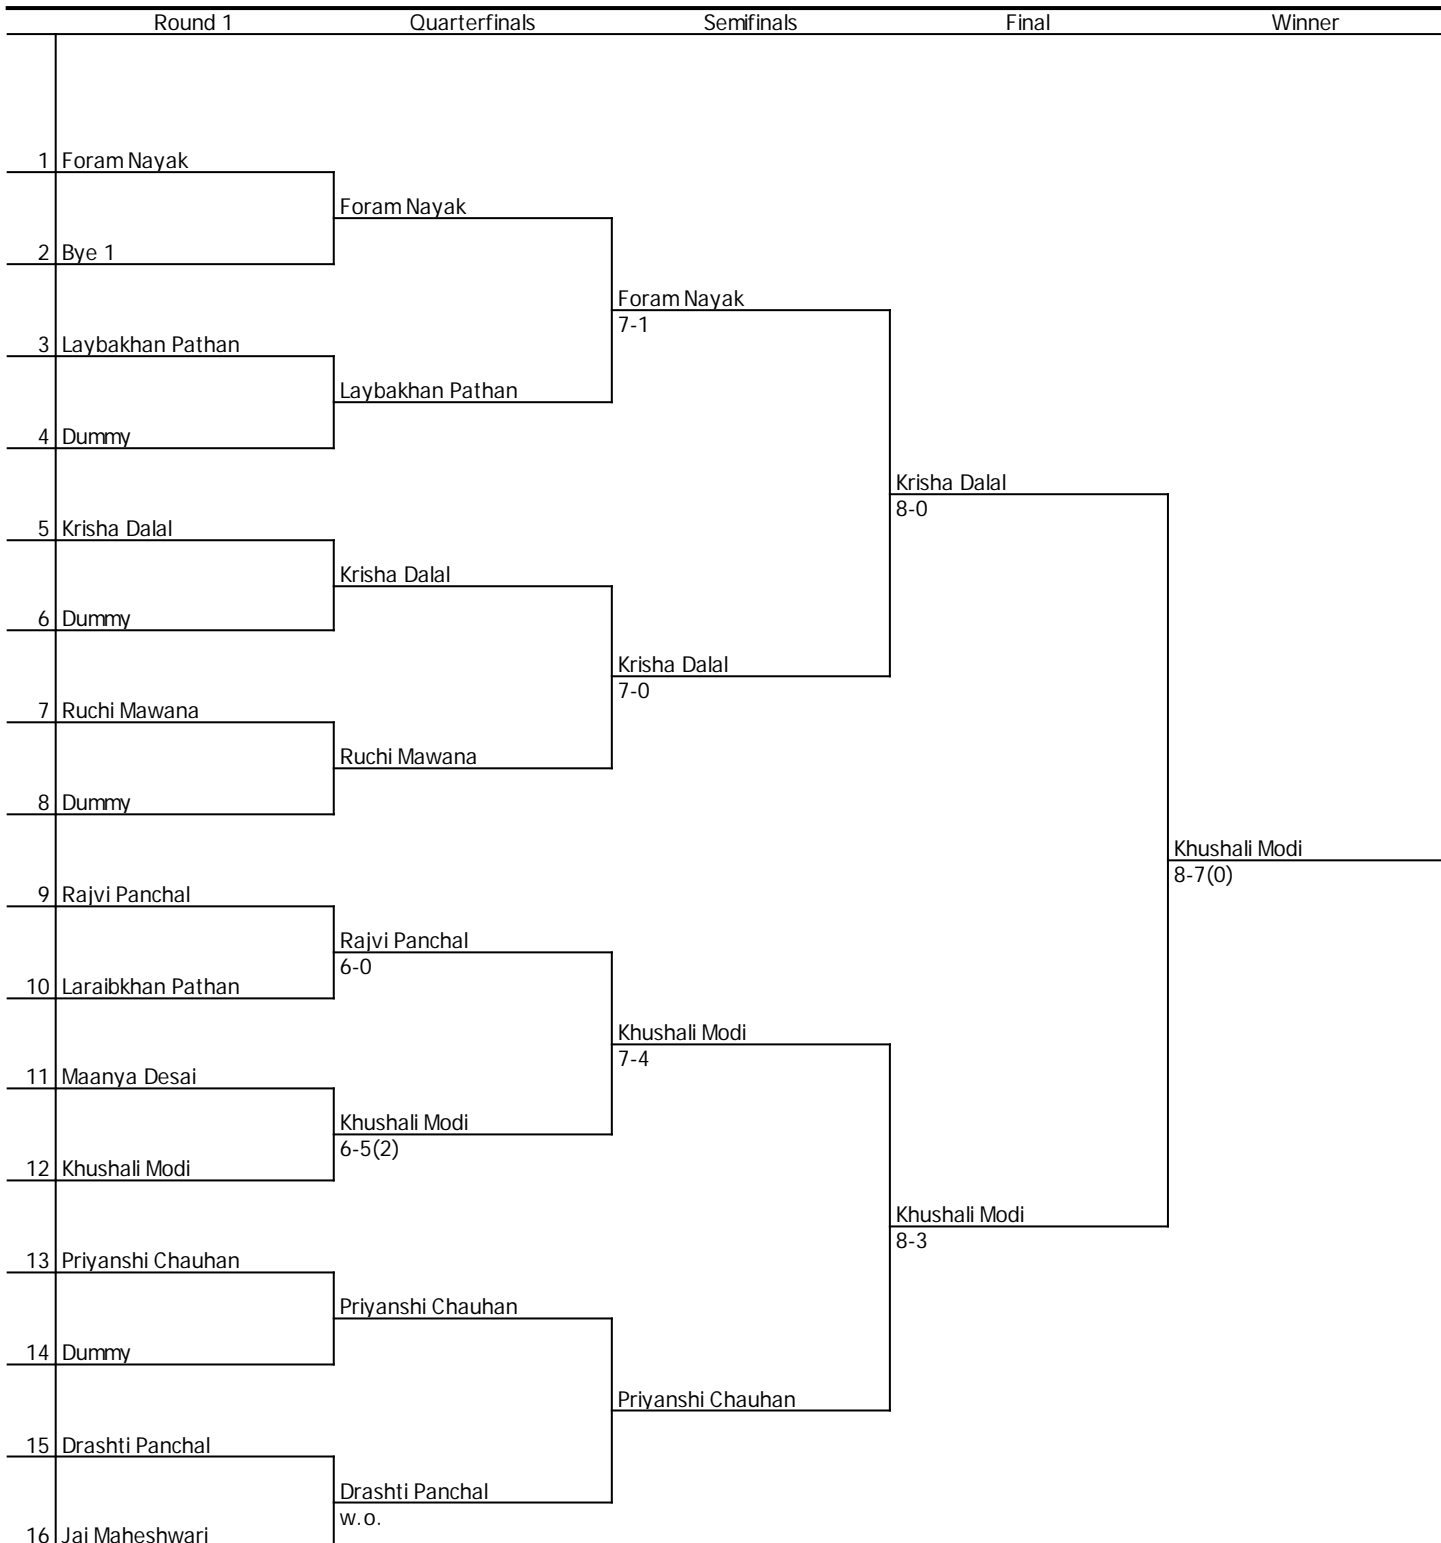 Round 1 Quarterfinals Semifinals Final Winner
1 Foram Nayak
Foram Nayak
2 Bye 1
Foram Nayak
7-1
3 Laybakhan Pathan
Laybakhan Pathan
4 Dummy
Krisha Dalal
8-0
5 Krisha Dalal
Krisha Dalal
6 Dummy
Krisha Dalal
7-0
7 Ruchi Mawana
Ruchi Mawana
8 Dummy
Khushali Modi
8-7(0)
9 Rajvi Panchal
Rajvi Panchal
6-0
10 Laraibkhan Pathan
Khushali Modi
7-4
11 Maanya Desai
Khushali Modi
6-5(2)
12 Khushali Modi
Khushali Modi
8-3
13 Priyanshi Chauhan
Priyanshi Chauhan
14 Dummy
Priyanshi Chauhan
15 Drashti Panchal
Drashti Panchal
w.o.
16 Jai Maheshwari